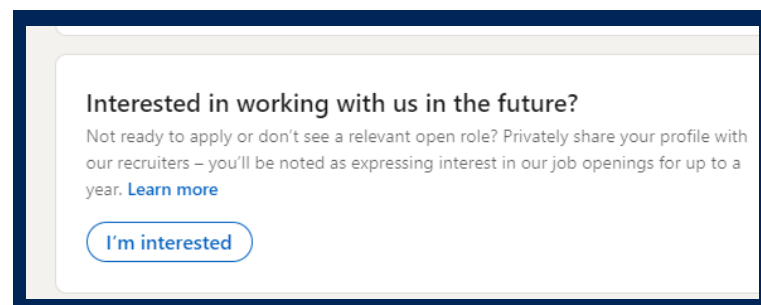 Interested in working with us in the future?
Not ready to apply or don’t see a relevant open role? Privately share your profile with
our recruiters – you’ll be noted as expressing interest in our job openings for up to a
year. Learn more
I’m interested